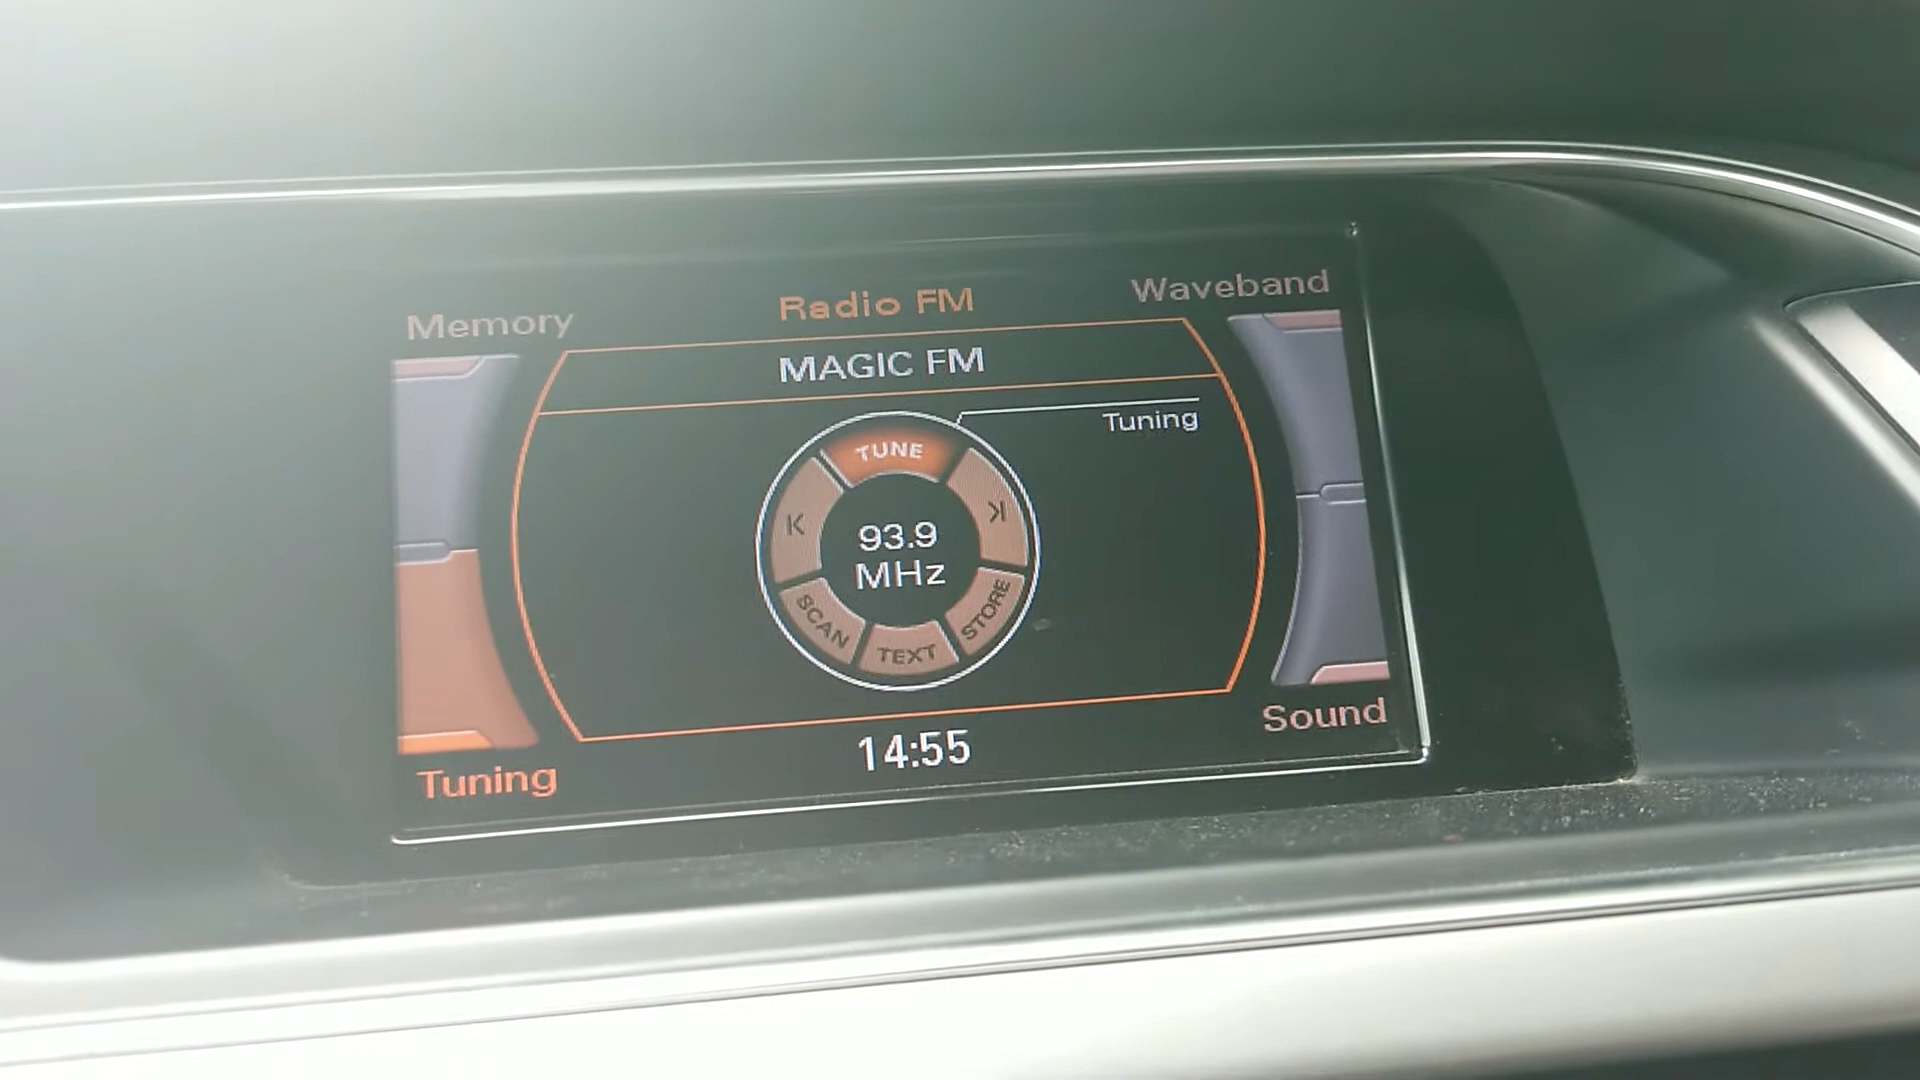 Memory
Radio FM
Waveband
MAGIC FM
Tuning
TUNE
93.9
MHz
SCAN
TEXT
STORE
Tuning
14:55
Sound